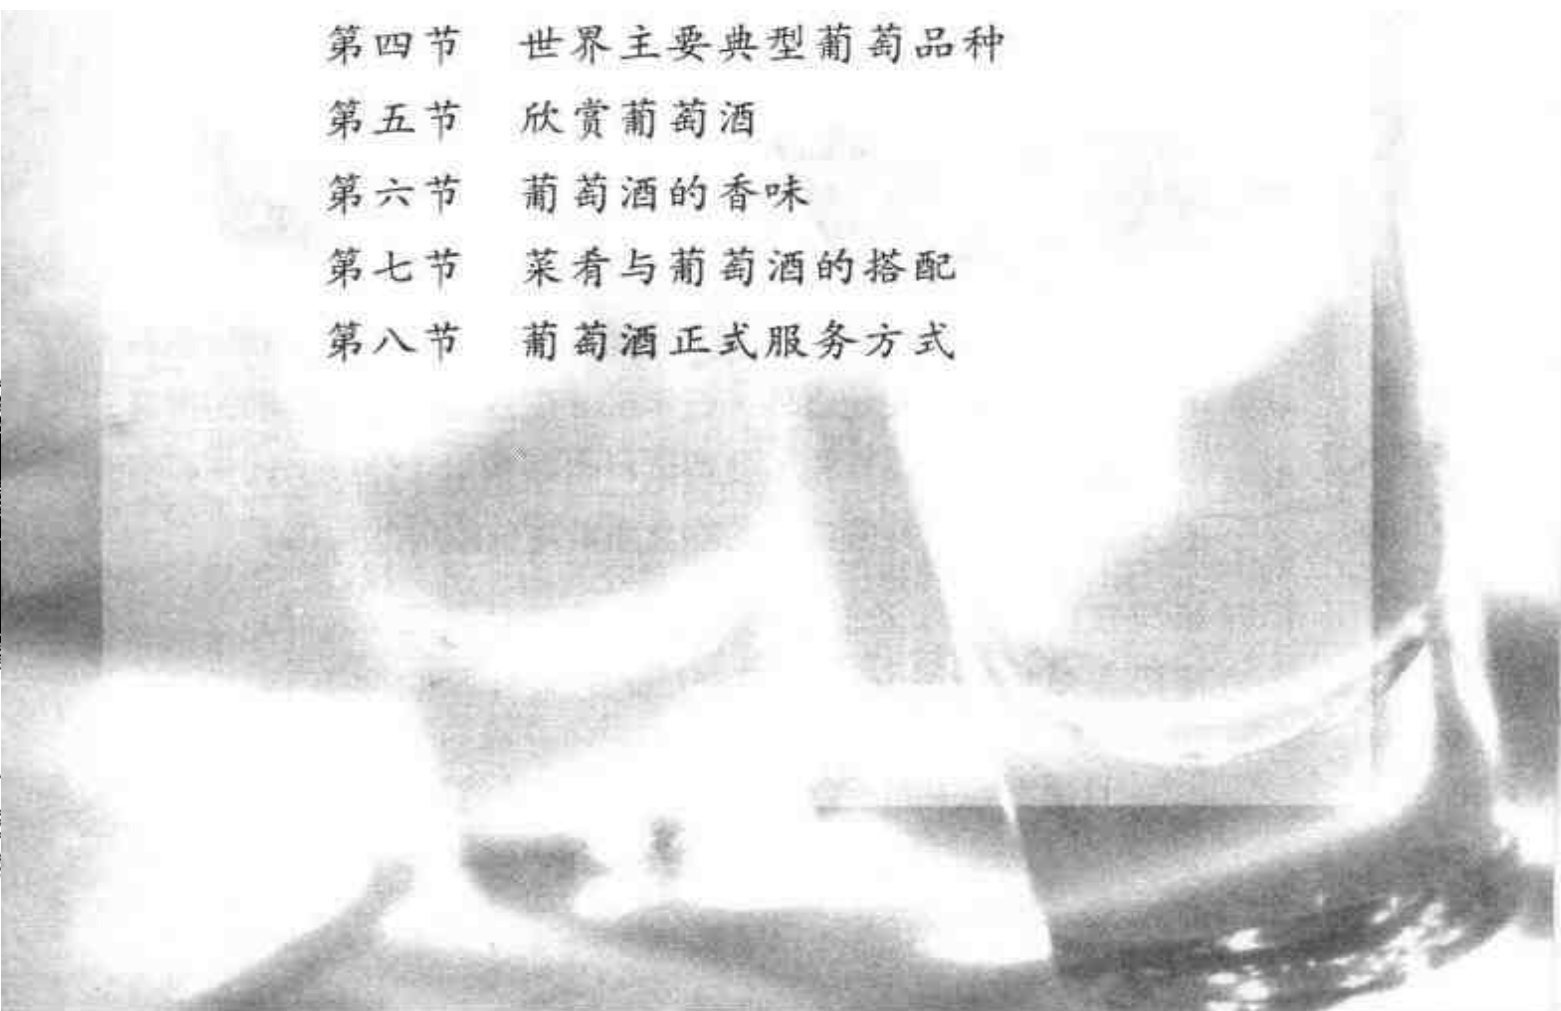 第四节 世界主要典型葡萄品种
第五节 欣赏葡萄酒
第六节 葡萄酒的香味
第七节 菜肴与葡萄酒的搭配
第八节 葡萄酒正式服务方式